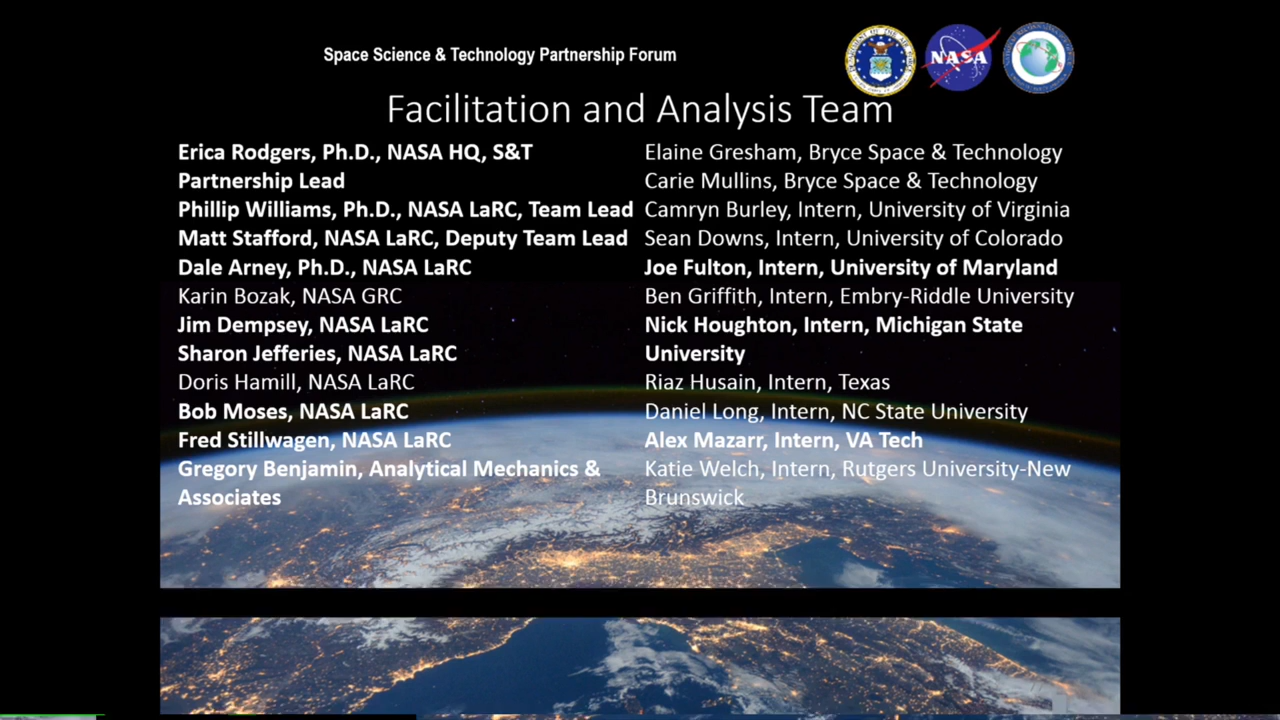 Space Science & Technology Partnership Forum
NASA
Facilitation and Analysis Team
Erica Rodgers, Ph.D., NASA HQ, S&T
Partnership Lead
Phillip Williams, Ph.D., NASA LaRC, Team Lead
Matt Stafford, NASA LaRC, Deputy Team Lead
Dale Arney, Ph.D., NASA LaRC
Karin Bozak, NASA GRC
Jim Dempsey, NASA LaRC
Sharon Jefferies, NASA LaRC
Doris Hamill, NASA LaRC
Bob Moses, NASA LaRC
Fred Stillwagen, NASA LaRC
Gregory Benjamin, Analytical Mechanics &
Associates
Elaine Gresham, Bryce Space & Technology
Carie Mullins, Bryce Space & Technology
Camryn Burley, Intern, University of Virginia
Sean Downs, Intern, University of Colorado
Joe Fulton, Intern, University of Maryland
Ben Griffith, Intern, Embry-Riddle University
Nick Houghton, Intern, Michigan State
University
Riaz Husain, Intern, Texas
Daniel Long, Intern, NC State University
Alex Mazarr, Intern, VA Tech
Katie Welch, Intern, Rutgers University-New
Brunswick